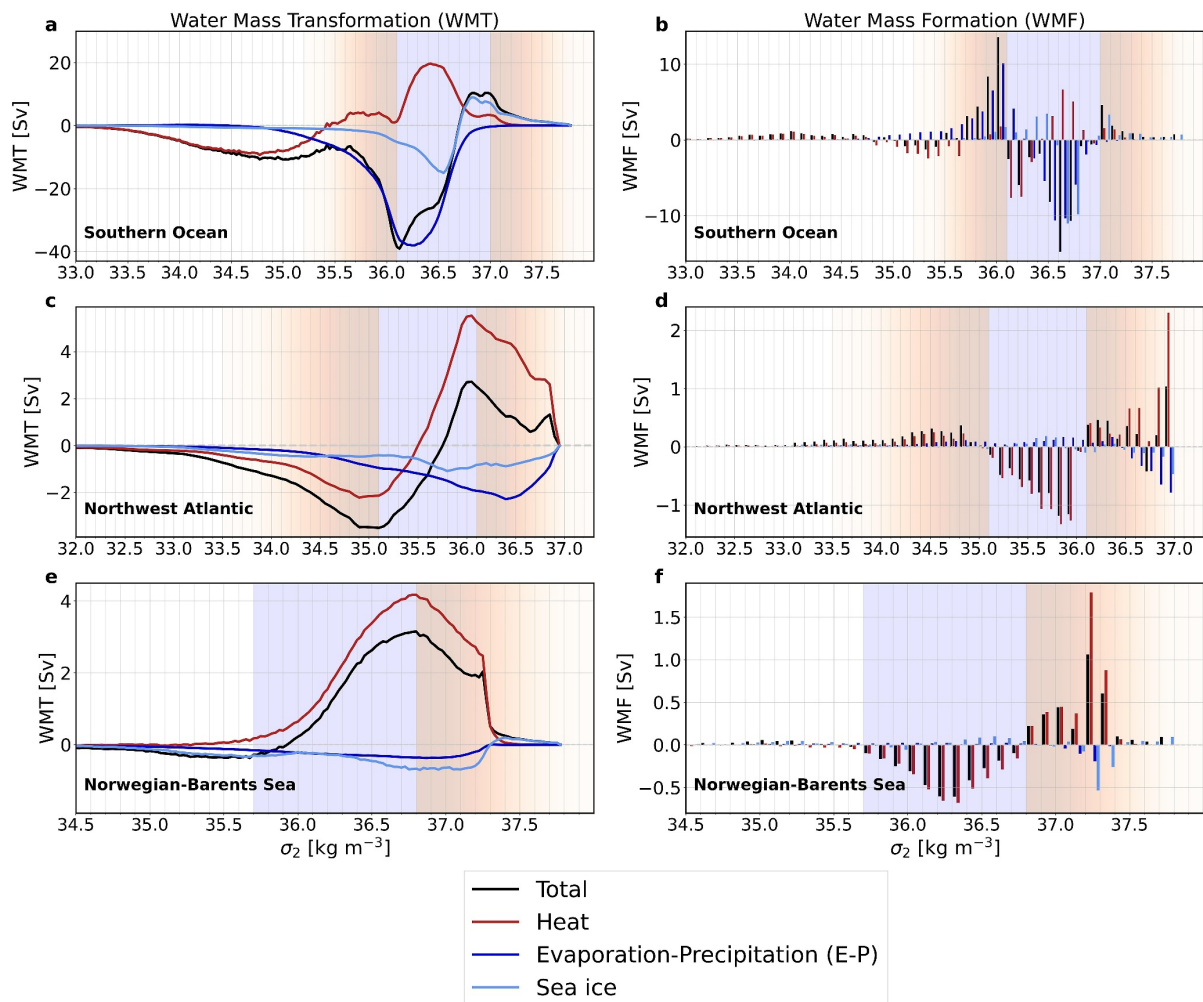 a Water Mass Transformation (WMT)
20
0
−20
−40
WMT [Sv]
Southern Ocean
33.0 33.5 34.0 34.5 35.0 35.5 36.0 36.5 37.0 37.5
b Water Mass Formation (WMF)
10
0
−10
WMF [Sv]
Southern Ocean
33.0 33.5 34.0 34.5 35.0 35.5 36.0 36.5 37.0 37.5
c
4
2
0
−2
WMT [Sv]
Northwest Atlantic
32.0 32.5 33.0 33.5 34.0 34.5 35.0 35.5 36.0 36.5 37.0
d
2
1
0
−1
WMF [Sv]
Northwest Atlantic
32.0 32.5 33.0 33.5 34.0 34.5 35.0 35.5 36.0 36.5 37.0
e
4
2
0
WMT [Sv]
Norwegian-Barents Sea
34.5 35.0 35.5 36.0 36.5 37.0 37.5
σ₂ [kg m⁻³]
f
1.5
1.0
0.5
0.0
−0.5
WMF [Sv]
Norwegian-Barents Sea
34.5 35.0 35.5 36.0 36.5 37.0 37.5
σ₂ [kg m⁻³]
Total
Heat
Evaporation-Precipitation (E-P)
Sea ice